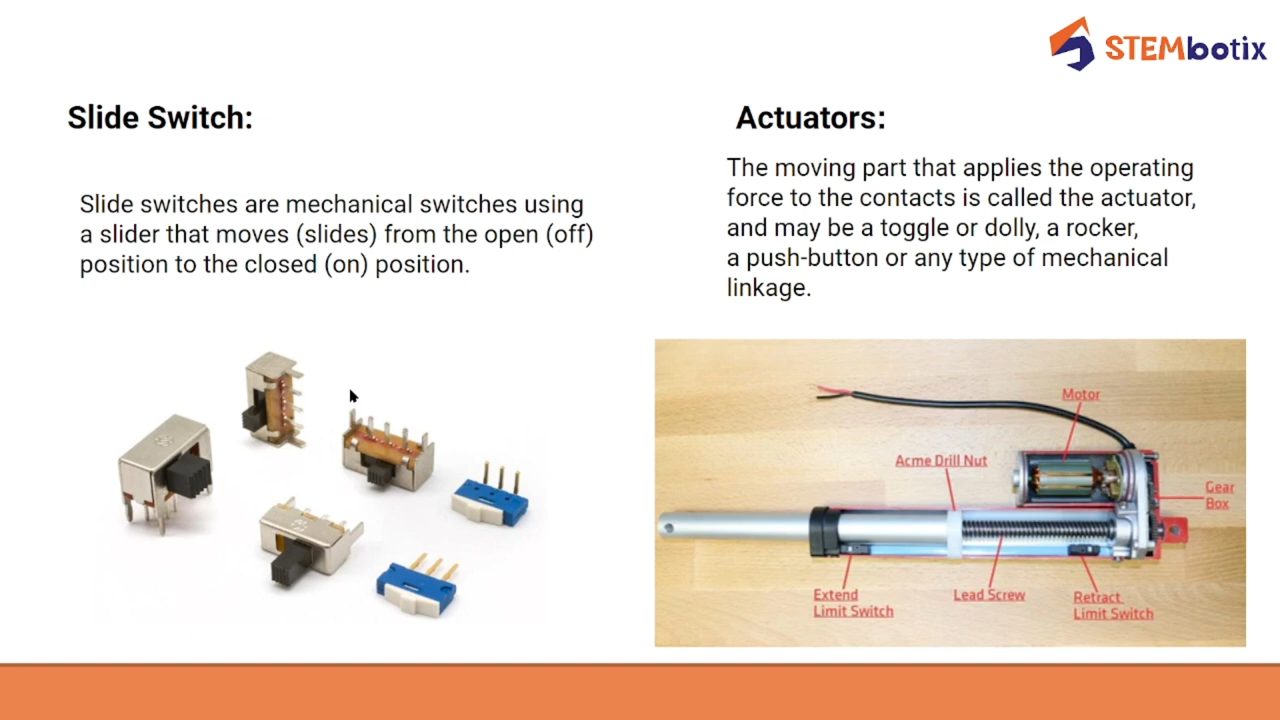 STEMbotix
Slide Switch:
Slide switches are mechanical switches using
a slider that moves (slides) from the open (off)
position to the closed (on) position.
Actuators:
The moving part that applies the operating
force to the contacts is called the actuator,
and may be a toggle or dolly, a rocker,
a push-button or any type of mechanical
linkage.
Motor
Acme Drill Nut
Gear
Box
Extend
Limit Switch
Lead Screw
Retract
Limit Switch